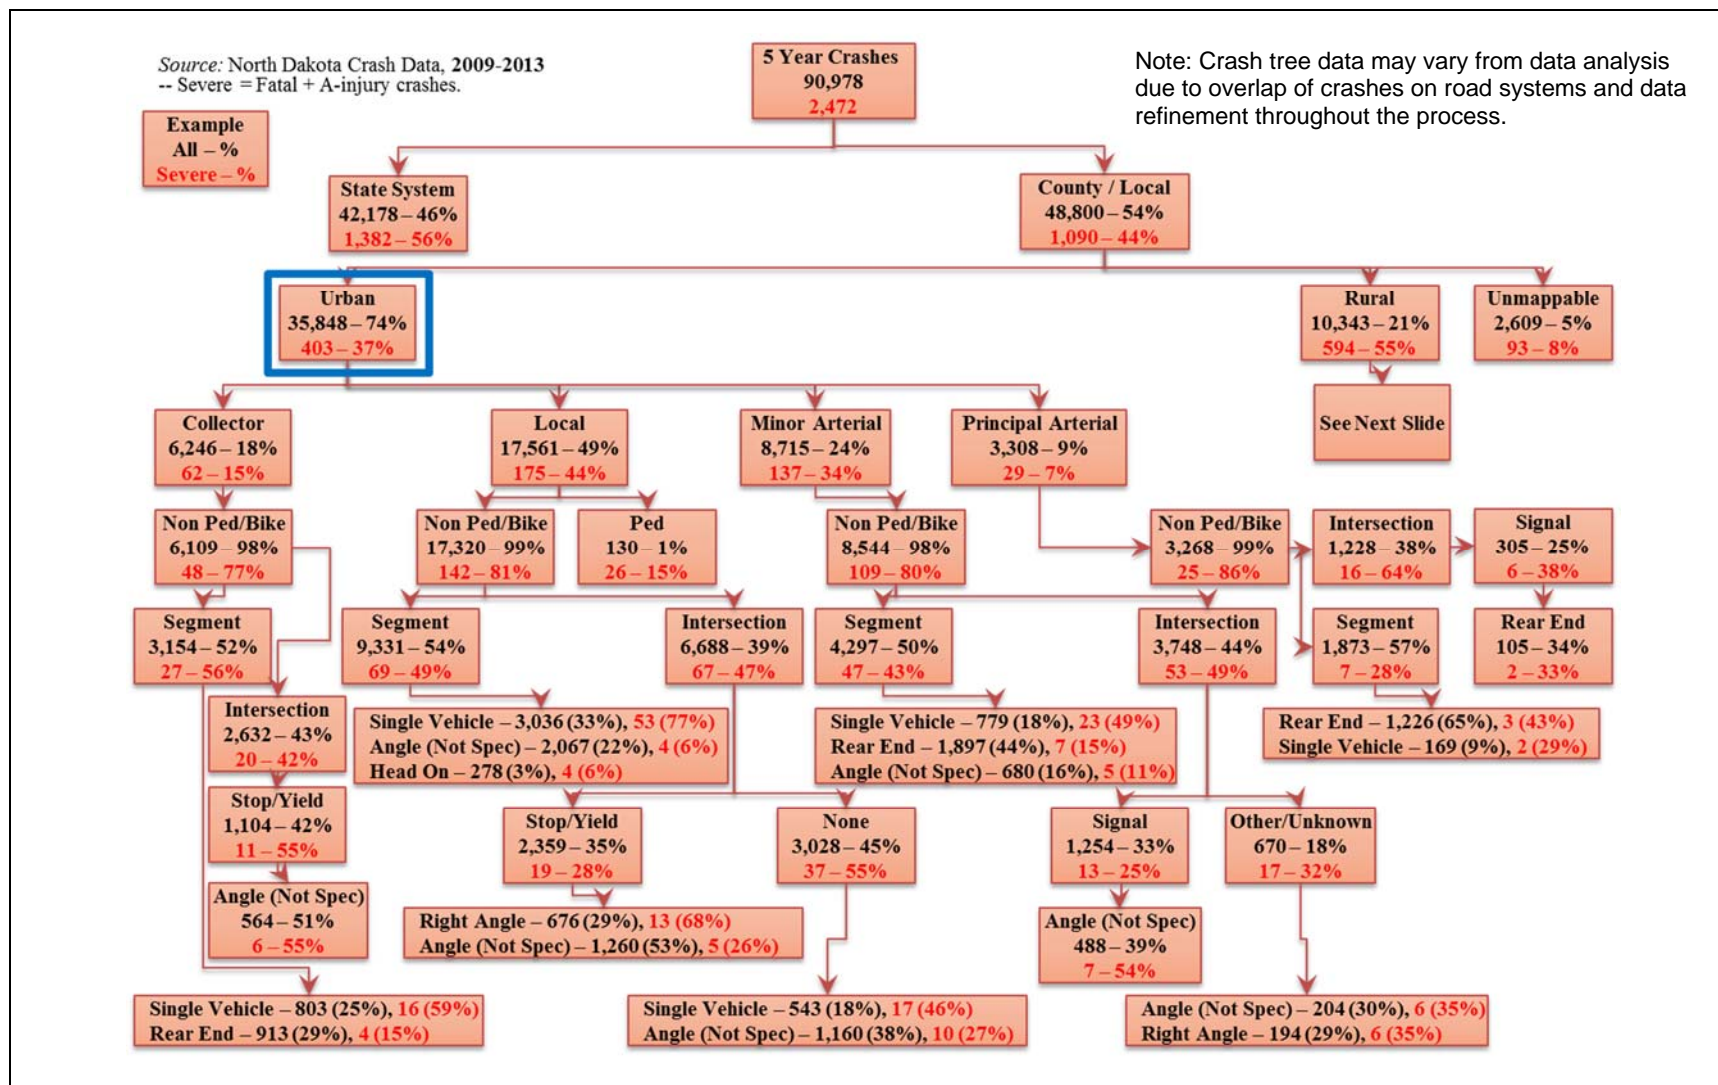 Source: North Dakota Crash Data, 2009-2013
-- Severe = Fatal + A-injury crashes.
5 Year Crashes
90,978
2,472
Note: Crash tree data may vary from data analysis
due to overlap of crashes on road systems and data
refinement throughout the process.
Example
All – %
Severe – %
State System
42,178 – 46%
1,382 – 56%
County / Local
48,800 – 54%
1,090 – 44%
Urban
35,848 – 74%
403 – 37%
Rural
10,343 – 21%
594 – 55%
Unmappable
2,609 – 5%
93 – 8%
Collector
6,246 – 18%
62 – 15%
Local
17,561 – 49%
175 – 44%
Minor Arterial
8,715 – 24%
137 – 34%
Principal Arterial
3,308 – 9%
29 – 7%
See Next Slide
Non Ped/Bike
6,109 – 98%
48 – 77%
Non Ped/Bike
17,320 – 99%
142 – 81%
Ped
130 – 1%
26 – 15%
Non Ped/Bike
8,544 – 98%
109 – 80%
Non Ped/Bike
3,268 – 99%
25 – 86%
Intersection
1,228 – 38%
16 – 64%
Signal
305 – 25%
6 – 38%
Segment
3,154 – 52%
27 – 56%
Segment
9,331 – 54%
69 – 49%
Intersection
6,688 – 39%
67 – 47%
Segment
4,297 – 50%
47 – 43%
Intersection
3,748 – 44%
53 – 49%
Segment
1,873 – 57%
7 – 28%
Rear End
105 – 34%
2 – 33%
Intersection
2,632 – 43%
20 – 42%
Single Vehicle – 3,036 (33%), 53 (77%)
Angle (Not Spec) – 2,067 (22%), 4 (6%)
Head On – 278 (3%), 4 (6%)
Single Vehicle – 779 (18%), 23 (49%)
Rear End – 1,897 (44%), 7 (15%)
Angle (Not Spec) – 680 (16%), 5 (11%)
Rear End – 1,226 (65%), 3 (43%)
Single Vehicle – 169 (9%), 2 (29%)
Stop/Yield
1,104 – 42%
11 – 55%
Stop/Yield
2,359 – 35%
19 – 28%
None
3,028 – 45%
37 – 55%
Signal
1,254 – 33%
13 – 25%
Other/Unknown
670 – 18%
17 – 32%
Angle (Not Spec)
564 – 51%
6 – 55%
Right Angle – 676 (29%), 13 (68%)
Angle (Not Spec) – 1,260 (53%), 5 (26%)
Angle (Not Spec)
488 – 39%
7 – 54%
Single Vehicle – 803 (25%), 16 (59%)
Rear End – 913 (29%), 4 (15%)
Single Vehicle – 543 (18%), 17 (46%)
Angle (Not Spec) – 1,160 (38%), 10 (27%)
Angle (Not Spec) – 204 (30%), 6 (35%)
Right Angle – 194 (29%), 6 (35%)